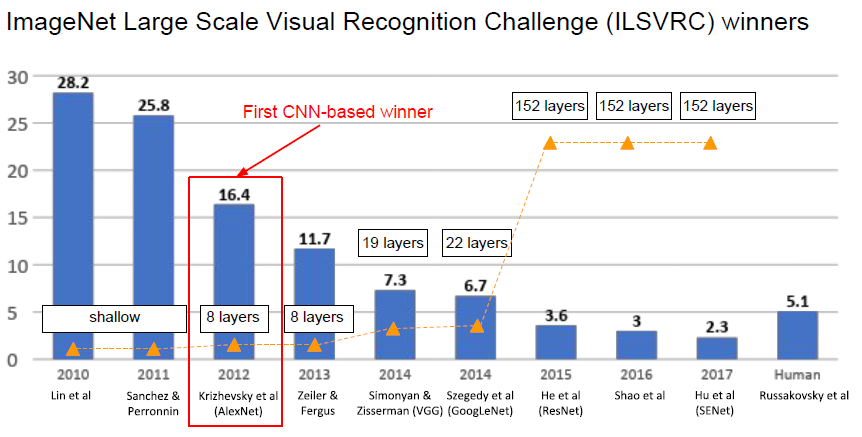 ImageNet Large Scale Visual Recognition Challenge (ILSVRC) winners
30
25
20
15
10
5
0
28.2
25.8
16.4
11.7
7.3
6.7
3.6
3
2.3
5.1
First CNN-based winner
shallow
8 layers
8 layers
19 layers
22 layers
152 layers
152 layers
152 layers
2010
Lin et al
2011
Sanchez &
Perronnin
2012
Krizhevsky et al
(AlexNet)
2013
Zeiler &
Fergus
2014
Simonyan &
Zisserman (VGG)
2014
Szegedy et al
(GoogLeNet)
2015
He et al
(ResNet)
2016
Shao et al
2017
Hu et al
(SENet)
Human
Russakovsky et al